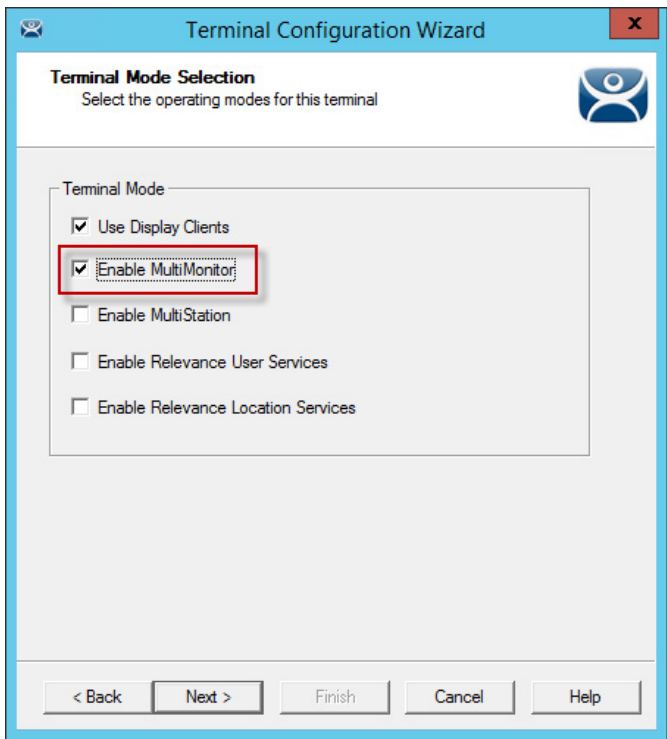 Terminal Configuration Wizard
x
Terminal Mode Selection
Select the operating modes for this terminal
Terminal Mode
Use Display Clients
Enable MultiMonitor
Enable MultiStation
Enable Relevance User Services
Enable Relevance Location Services
< Back Next > Finish Cancel Help